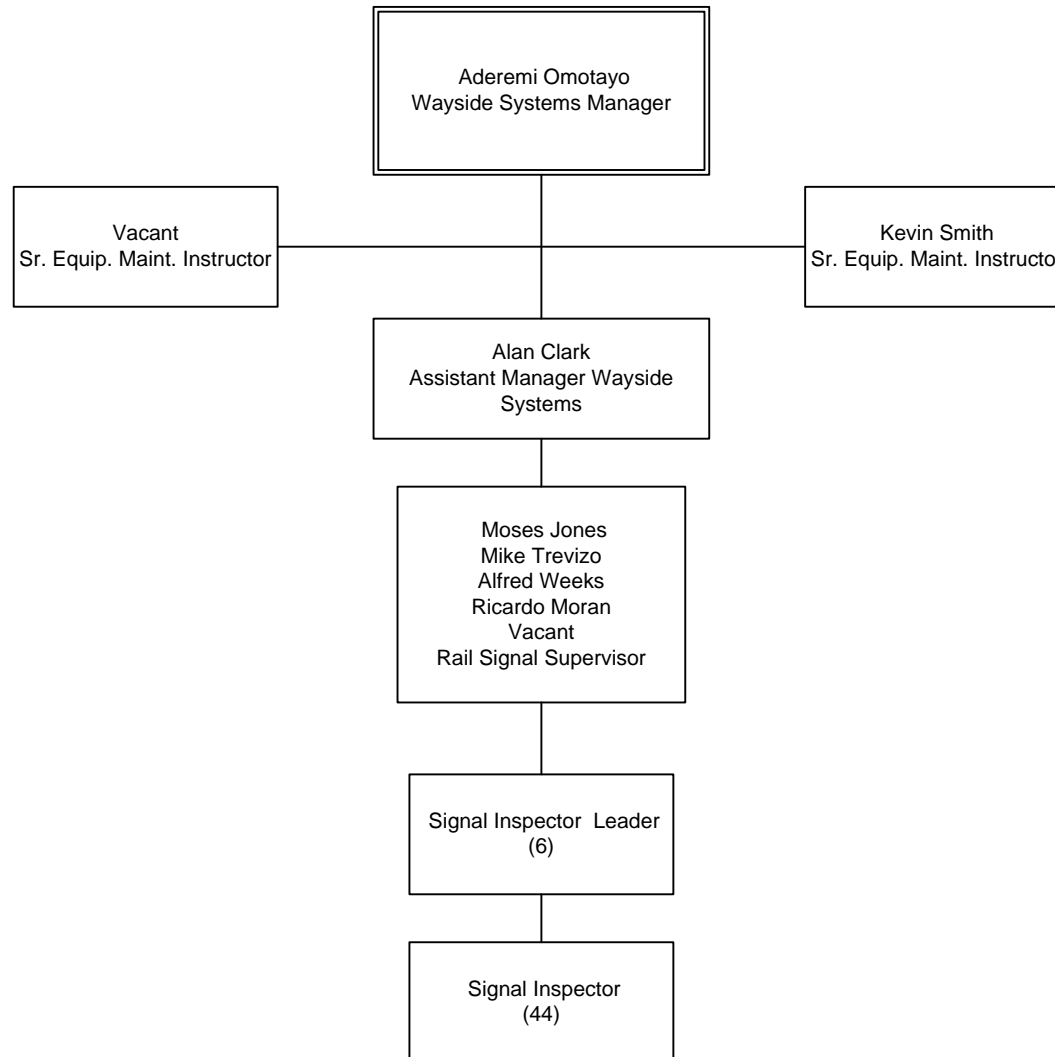 Aderemi Omotayo
Wayside Systems Manager
Vacant
Sr. Equip. Maint. Instructor
Kevin Smith
Sr. Equip. Maint. Instructo
Alan Clark
Assistant Manager Wayside
Systems
Moses Jones
Mike Trevizo
Alfred Weeks
Ricardo Moran
Vacant
Rail Signal Supervisor
Signal Inspector  Leader
(6)
Signal Inspector
(44)